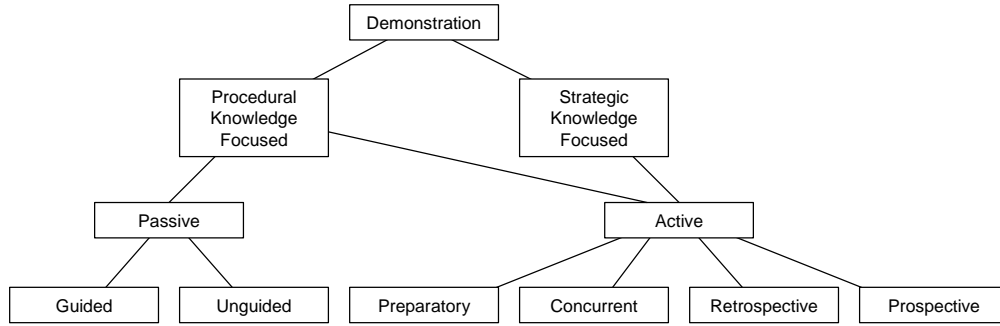 Demonstration
Procedural
Knowledge
Focused
Strategic
Knowledge
Focused
Passive
Active
Guided
Unguided
Preparatory
Concurrent
Retrospective
Prospective